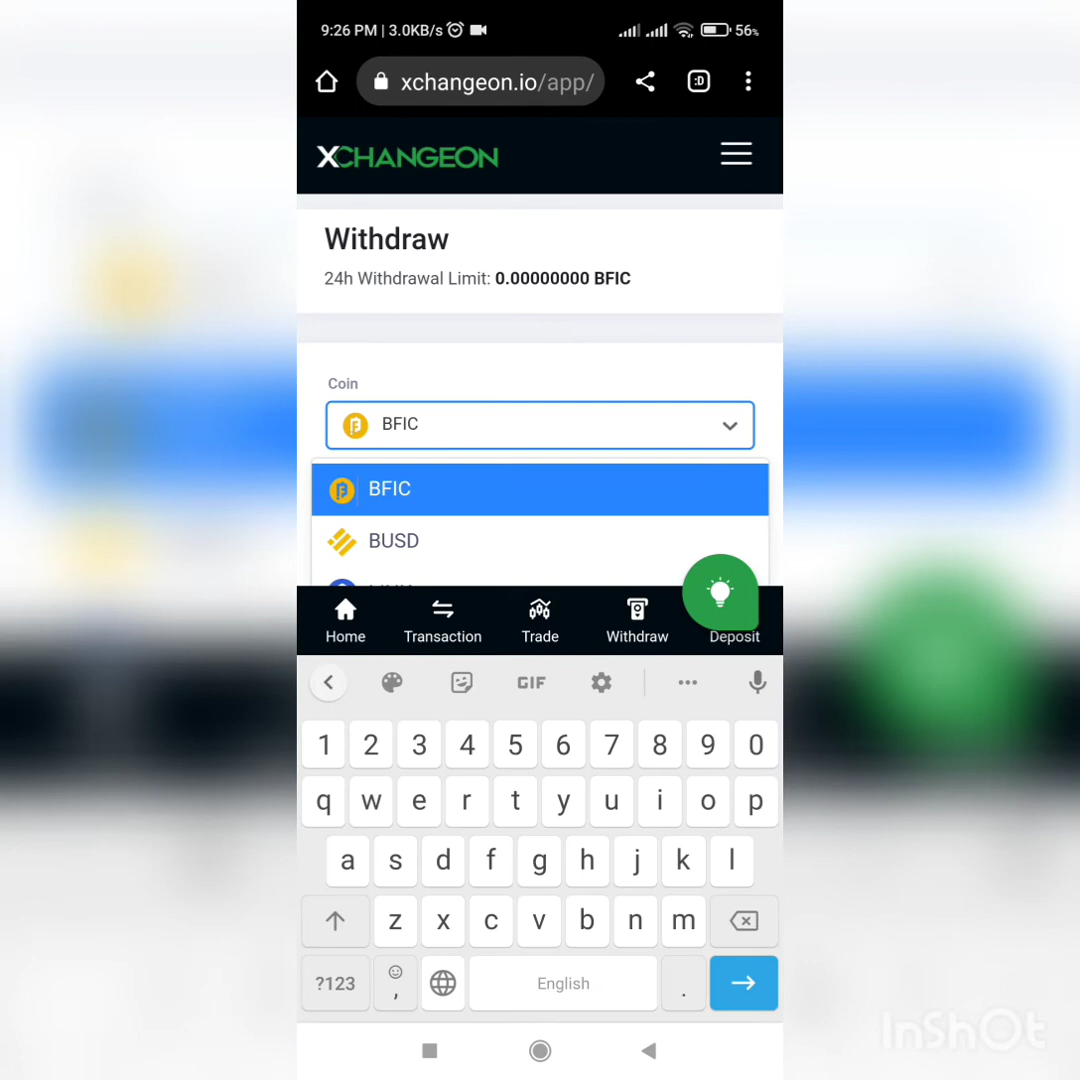 9:26 PM | 3.0KB/s 56%
xchangeon.io/app/ :D
XCHANGEON
Withdraw
24h Withdrawal Limit: 0.00000000 BFIC
Coin
BFIC
BFIC
BUSD
Home Transaction Trade Withdraw Deposit
GIF
1 2 3 4 5 6 7 8 9 0
q w e r t y u i o p
a s d f g h j k l
z x c v b n m
?123 , English .
InShOt